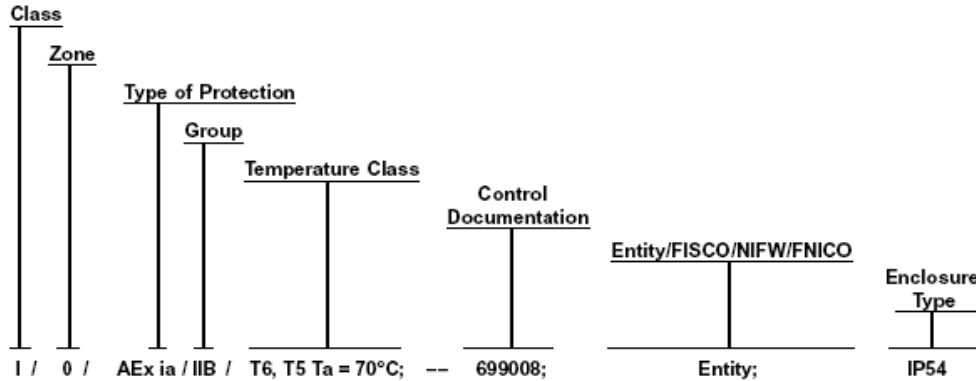 Class
Zone
Type of Protection
Group
Temperature Class
Control
Documentation
Entity/FISCO/NIFW/FNICO
Enclosure
Type
I / 0 / AEx ia / IIB / T6, T5 Ta = 70°C; –– 699008; Entity; IP54